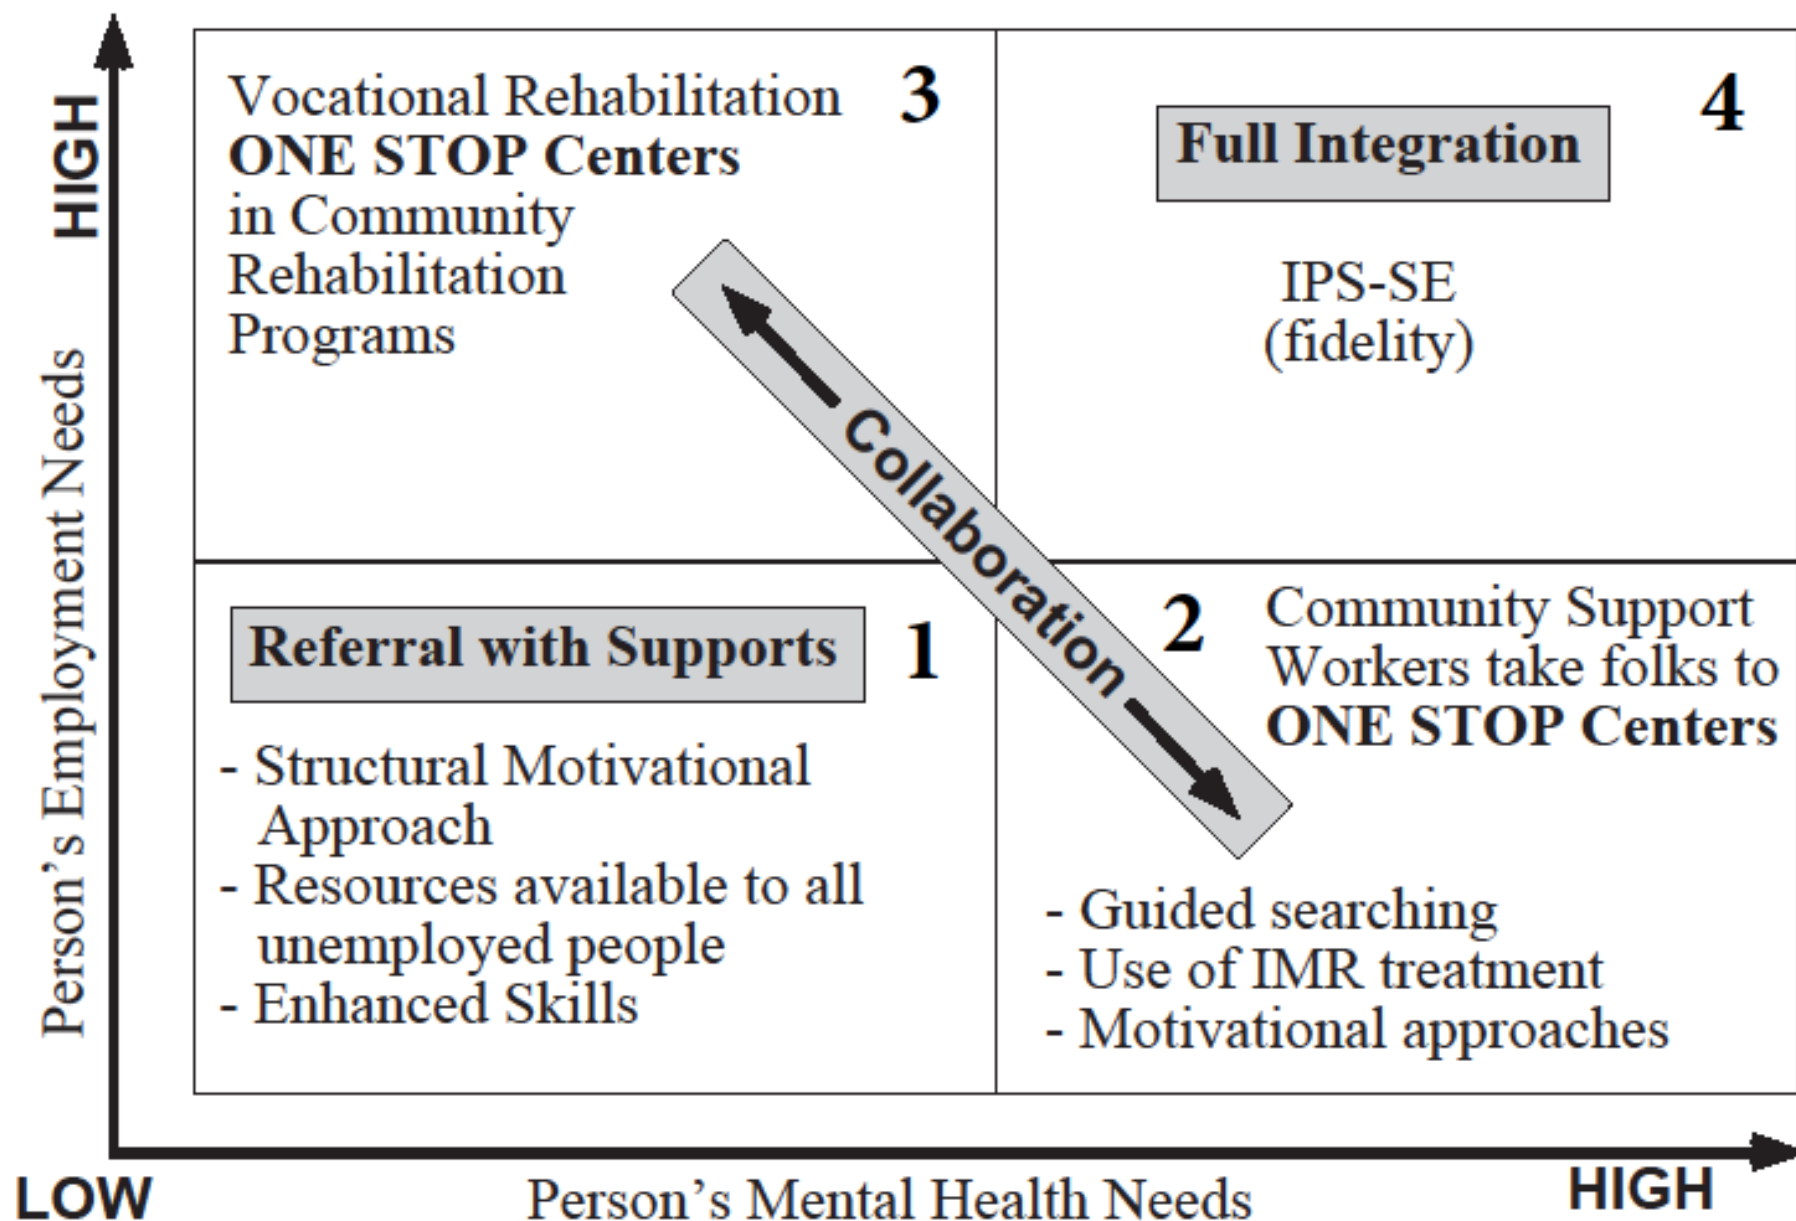 HIGH
Person's Employment Needs
Vocational Rehabilitation
ONE STOP Centers
in Community
Rehabilitation
Programs
3
4
Full Integration
IPS-SE
(fidelity)
Collaboration
Referral with Supports
1
- Structural Motivational
Approach
- Resources available to all
unemployed people
- Enhanced Skills
2
Community Support
Workers take folks to
ONE STOP Centers
- Guided searching
- Use of IMR treatment
- Motivational approaches
LOW
Person's Mental Health Needs
HIGH